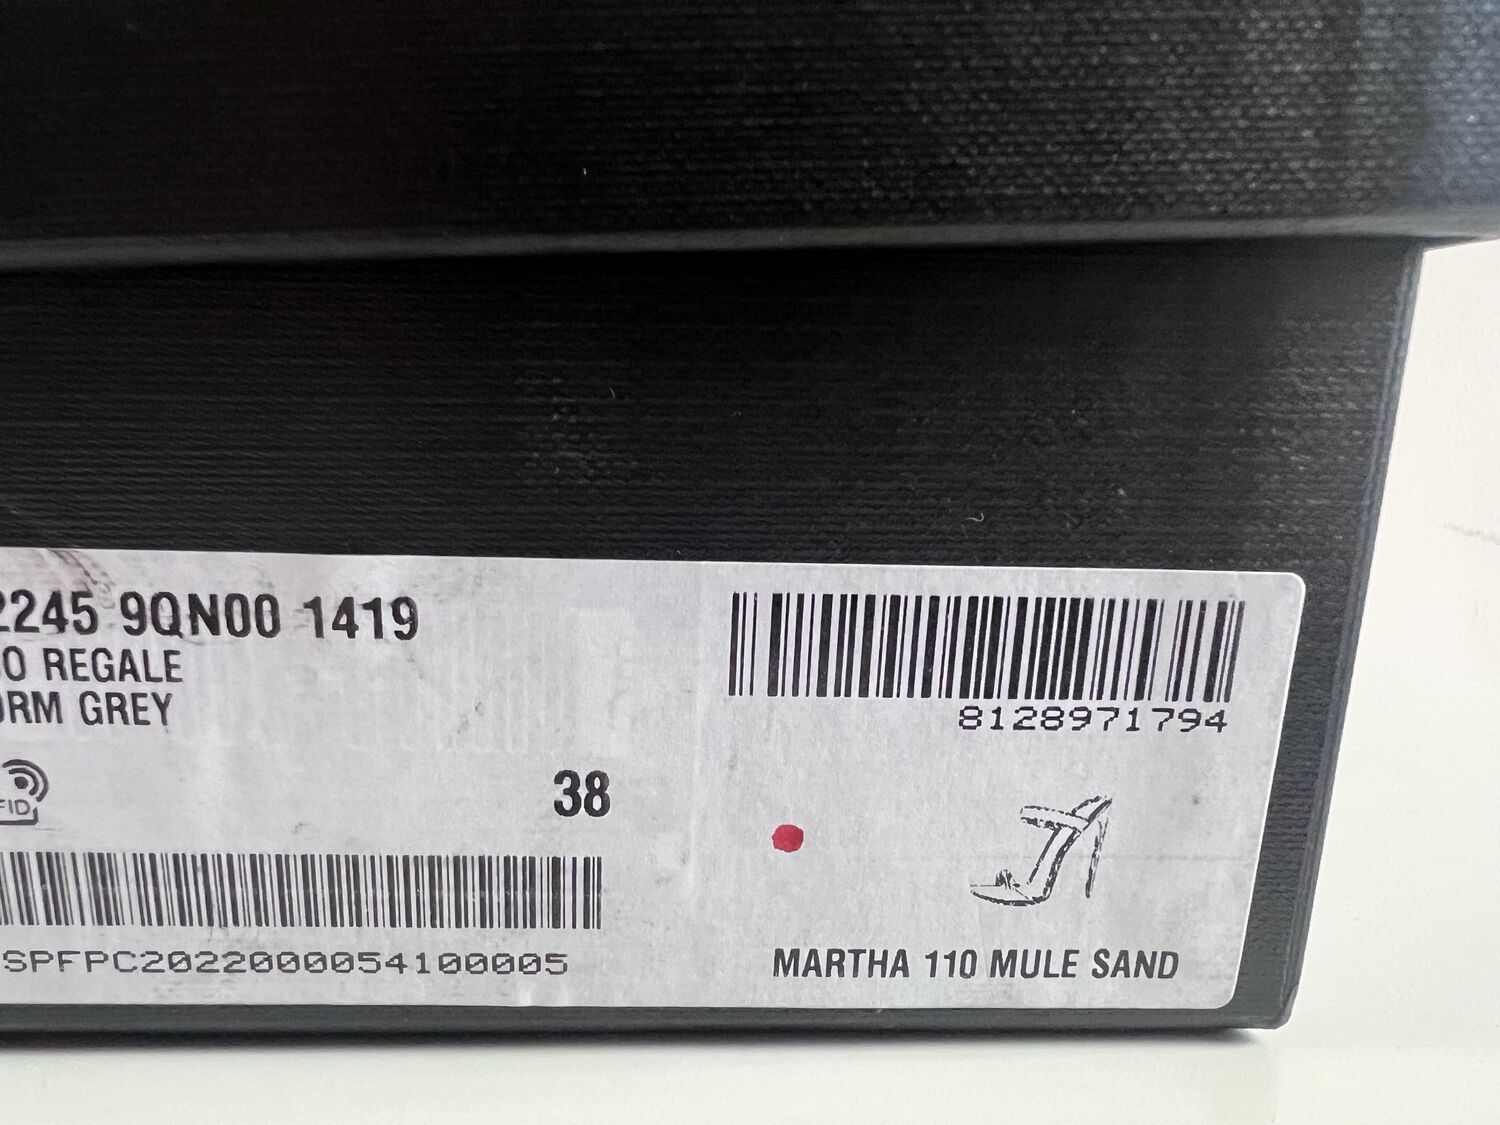 2245 9QN00 1419
O REGALE
ORM GREY
FID
38
SPFPC2022000054100005
8128971794
MARTHA 110 MULE SAND